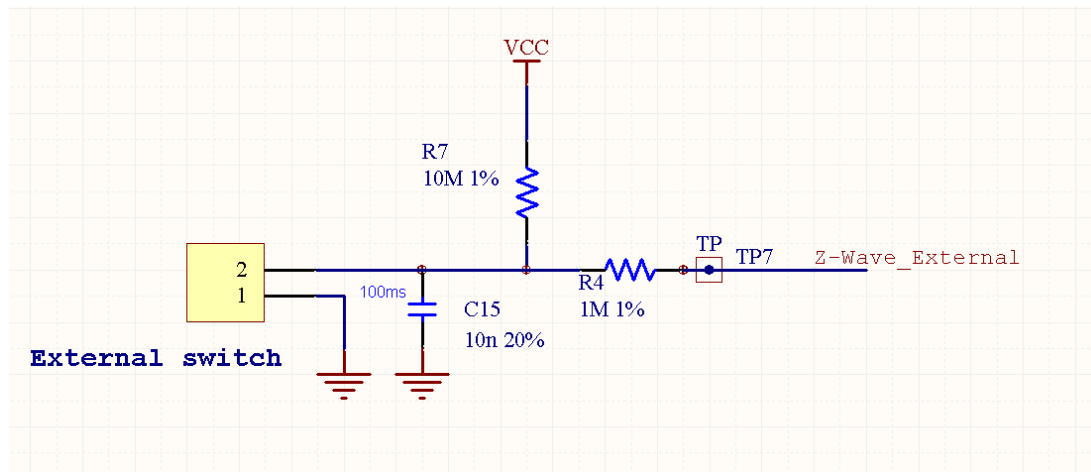 VCC
R7
10M 1%
TP
TP7
Z-Wave_External
2
1
100ms
R4
1M 1%
C15
10n 20%
External switch